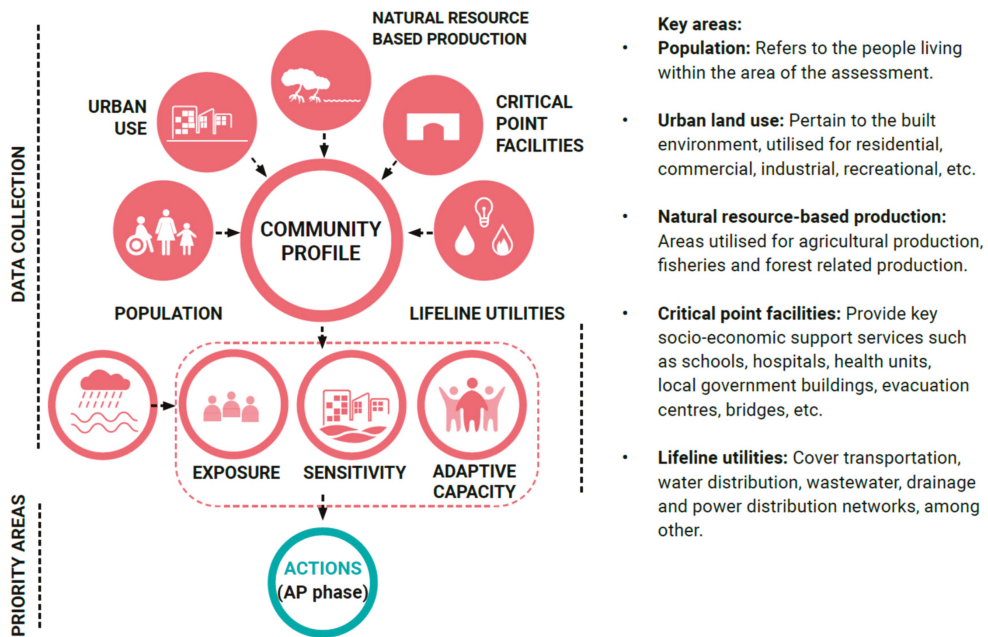 DATA COLLECTION
NATURAL RESOURCE
BASED PRODUCTION
URBAN
USE
CRITICAL
POINT
FACILITIES
COMMUNITY
PROFILE
POPULATION
LIFELINE UTILITIES
EXPOSURE
SENSITIVITY
ADAPTIVE
CAPACITY
PRIORITY AREAS
ACTIONS
(AP phase)
Key areas:
• Population: Refers to the people living
within the area of the assessment.
• Urban land use: Pertain to the built
environment, utilised for residential,
commercial, industrial, recreational, etc.
• Natural resource-based production:
Areas utilised for agricultural production,
fisheries and forest related production.
• Critical point facilities: Provide key
socio-economic support services such
as schools, hospitals, health units,
local government buildings, evacuation
centres, bridges, etc.
• Lifeline utilities: Cover transportation,
water distribution, wastewater, drainage
and power distribution networks, among
other.